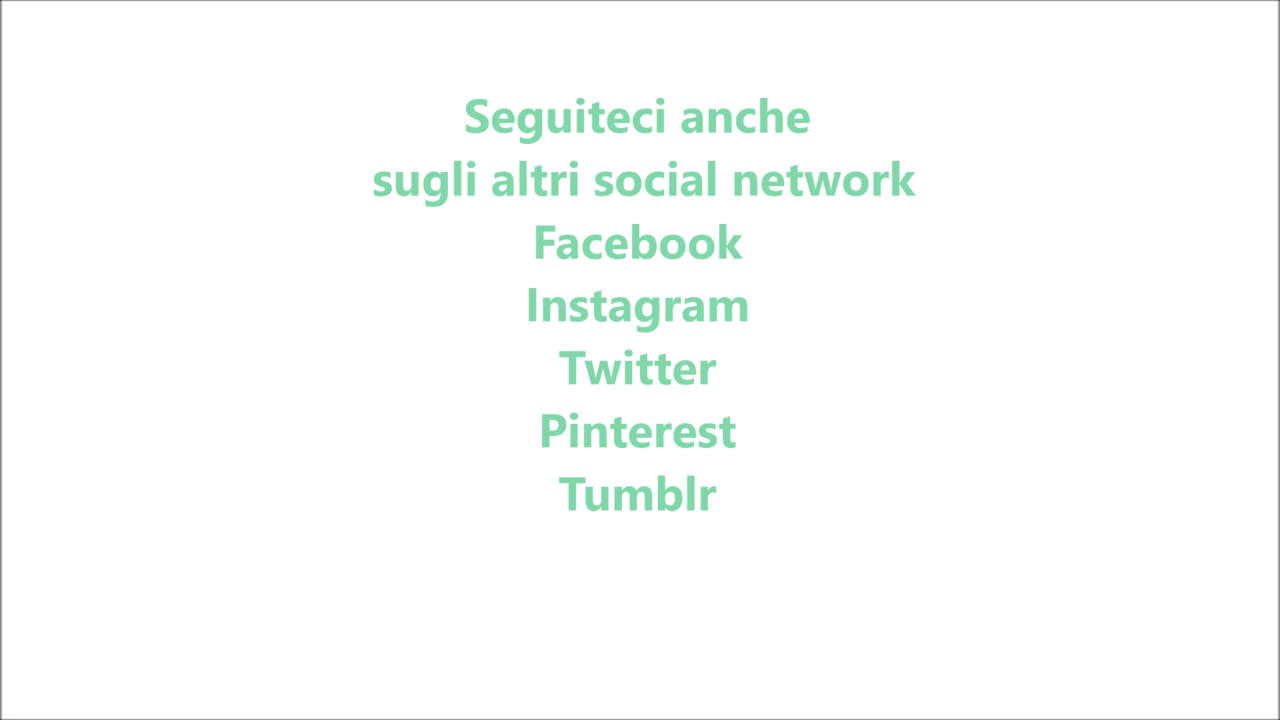 Seguiteci anche
sugli altri social network
Facebook
Instagram
Twitter
Pinterest
Tumblr